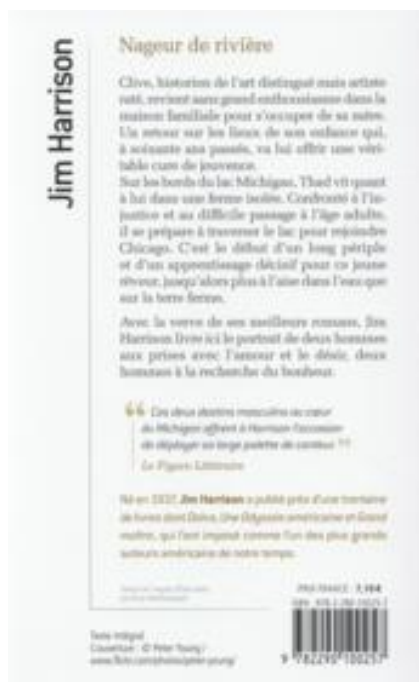 Jim Harrison
Nageur de rivière
Clive, historien de l'art distingué mais artiste
raté, revient sans grand enthousiasme dans la
maison familiale pour s'occuper de sa mère.
Un retour sur les lieux de son enfance qui,
à soixante ans passés, va lui offrir une véri-
table cure de jouvence.
Sur les bords du lac Michigan, Thad vit quant
à lui dans une ferme isolée. Confronté à l'in-
justice et au difficile passage à l'âge adulte,
il se prépare à traverser le lac pour rejoindre
Chicago. C'est le début d'un long périple
et d'un apprentissage décisif pour ce jeune
rêveur, jusqu'alors plus à l'aise dans l'eau que
sur la terre ferme.
Avec la verve de ses meilleurs romans, Jim
Harrison livre ici le portrait de deux hommes
aux prises avec l'amour et le désir, deux
hommes à la recherche du bonheur.
“ Ces deux destins masculins au cœur
du Michigan offrent à Harrison l'occasion
de déployer sa large palette de conteur. ”
Le Figaro Littéraire
Né en 1937, Jim Harrison a publié près d'une trentaine
de livres dont Dalva, Une Odyssée américaine et Grand
maître, qui l'ont imposé comme l'un des plus grands
auteurs américains de notre temps.
PRIX FRANCE : 7,10 €
Texte intégral
Couverture : © Peter Young /
www.flickr.com/photos/peter-young/
9 782290 100257